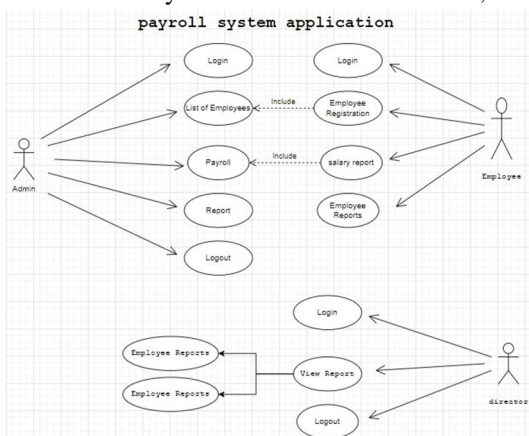 payroll system application
Login
Login
List of Employees
Include
Employee
Registration
Admin
Payroll
Include
salary report
Employee
Report
Employee
Reports
Logout
Login
Employee Reports
View Report
Employee Reports
director
Logout